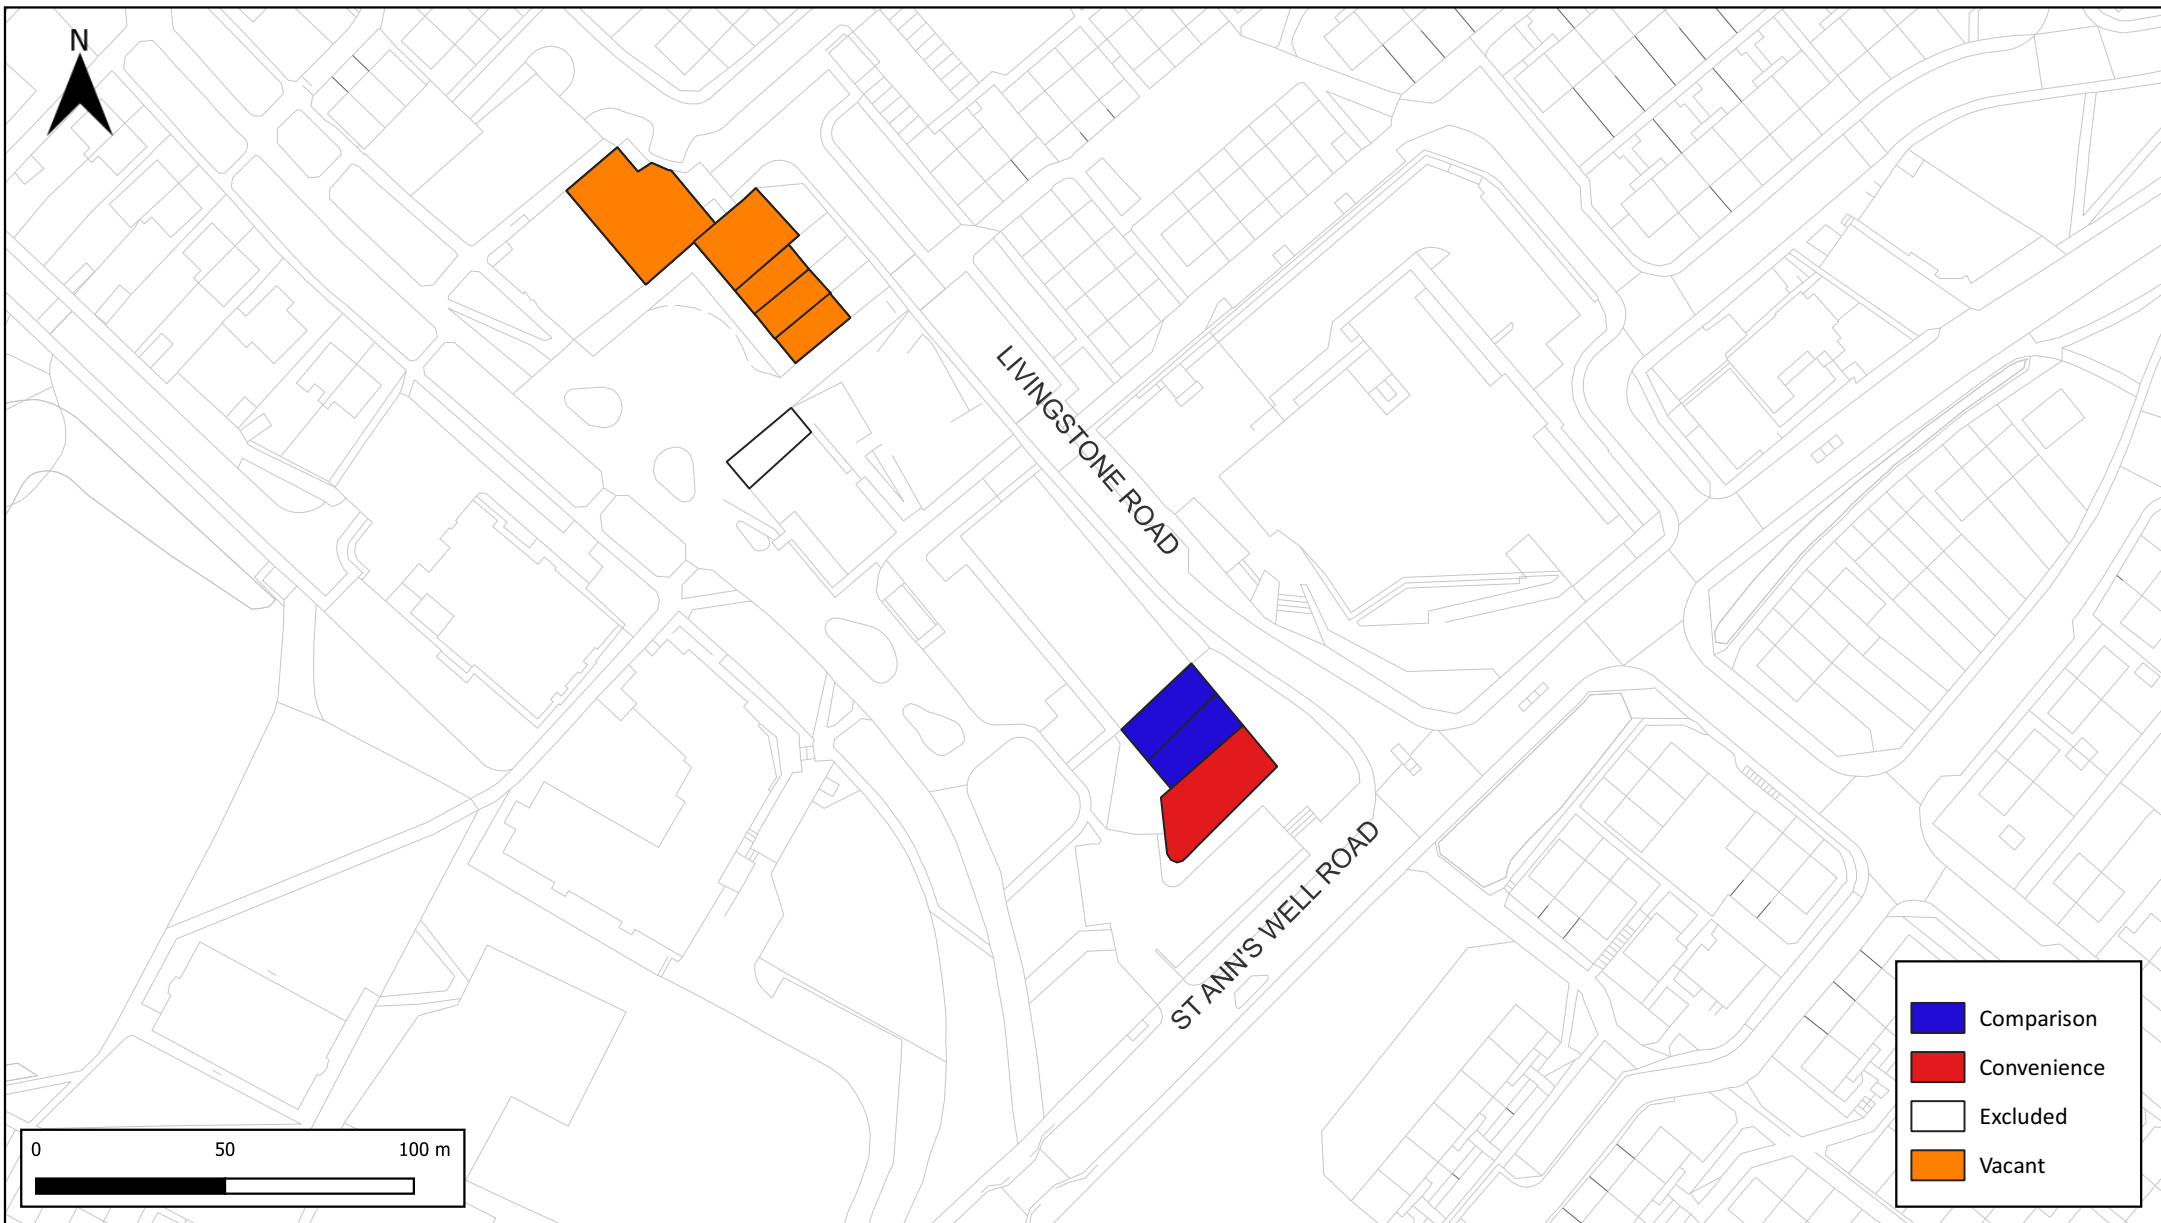 N
LIVINGSTONE ROAD
ST ANN'S WELL ROAD
Comparison
Convenience
Excluded
Vacant
0 50 100 m